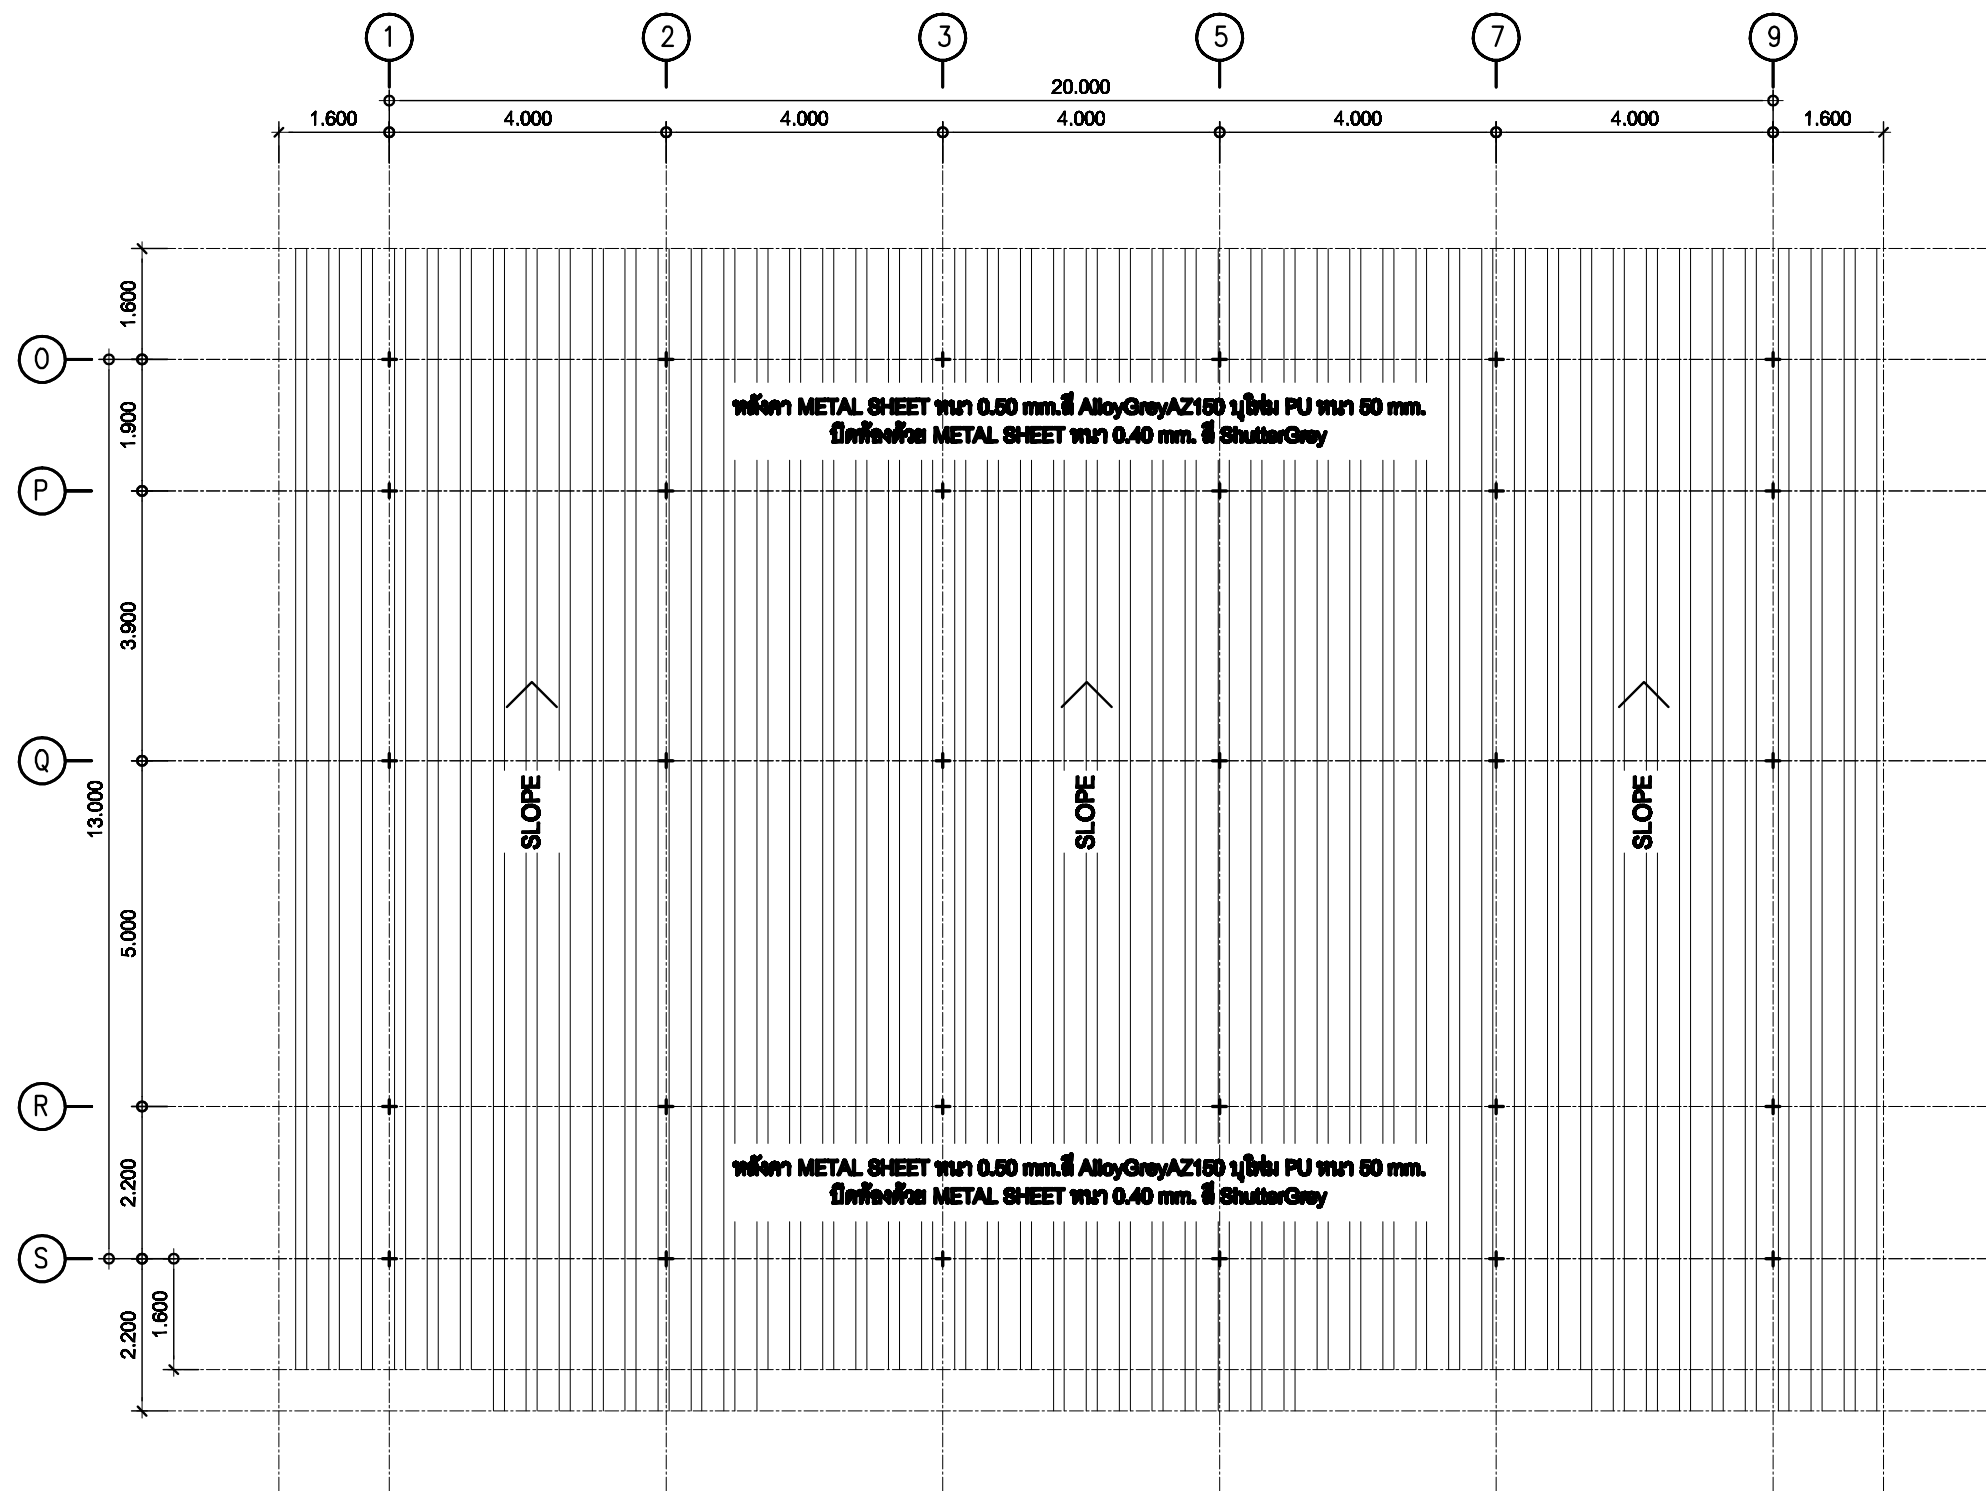 1 2 3 5 7 9
20.000
1.600 4.000 4.000 4.000 4.000 4.000 1.600
1.600
O
1.900
หลังคา METAL SHEET หนา 0.50 mm.สี AlloyGreyAZ150 บุโฟม PU หนา 50 mm.
ปิดท้องด้วย METAL SHEET หนา 0.40 mm. สี ShutterGrey
P
3.900
Q
13.000
SLOPE SLOPE SLOPE
5.000
R
หลังคา METAL SHEET หนา 0.50 mm.สี AlloyGreyAZ150 บุโฟม PU หนา 50 mm.
ปิดท้องด้วย METAL SHEET หนา 0.40 mm. สี ShutterGrey
2.200
S
1.600
2.200